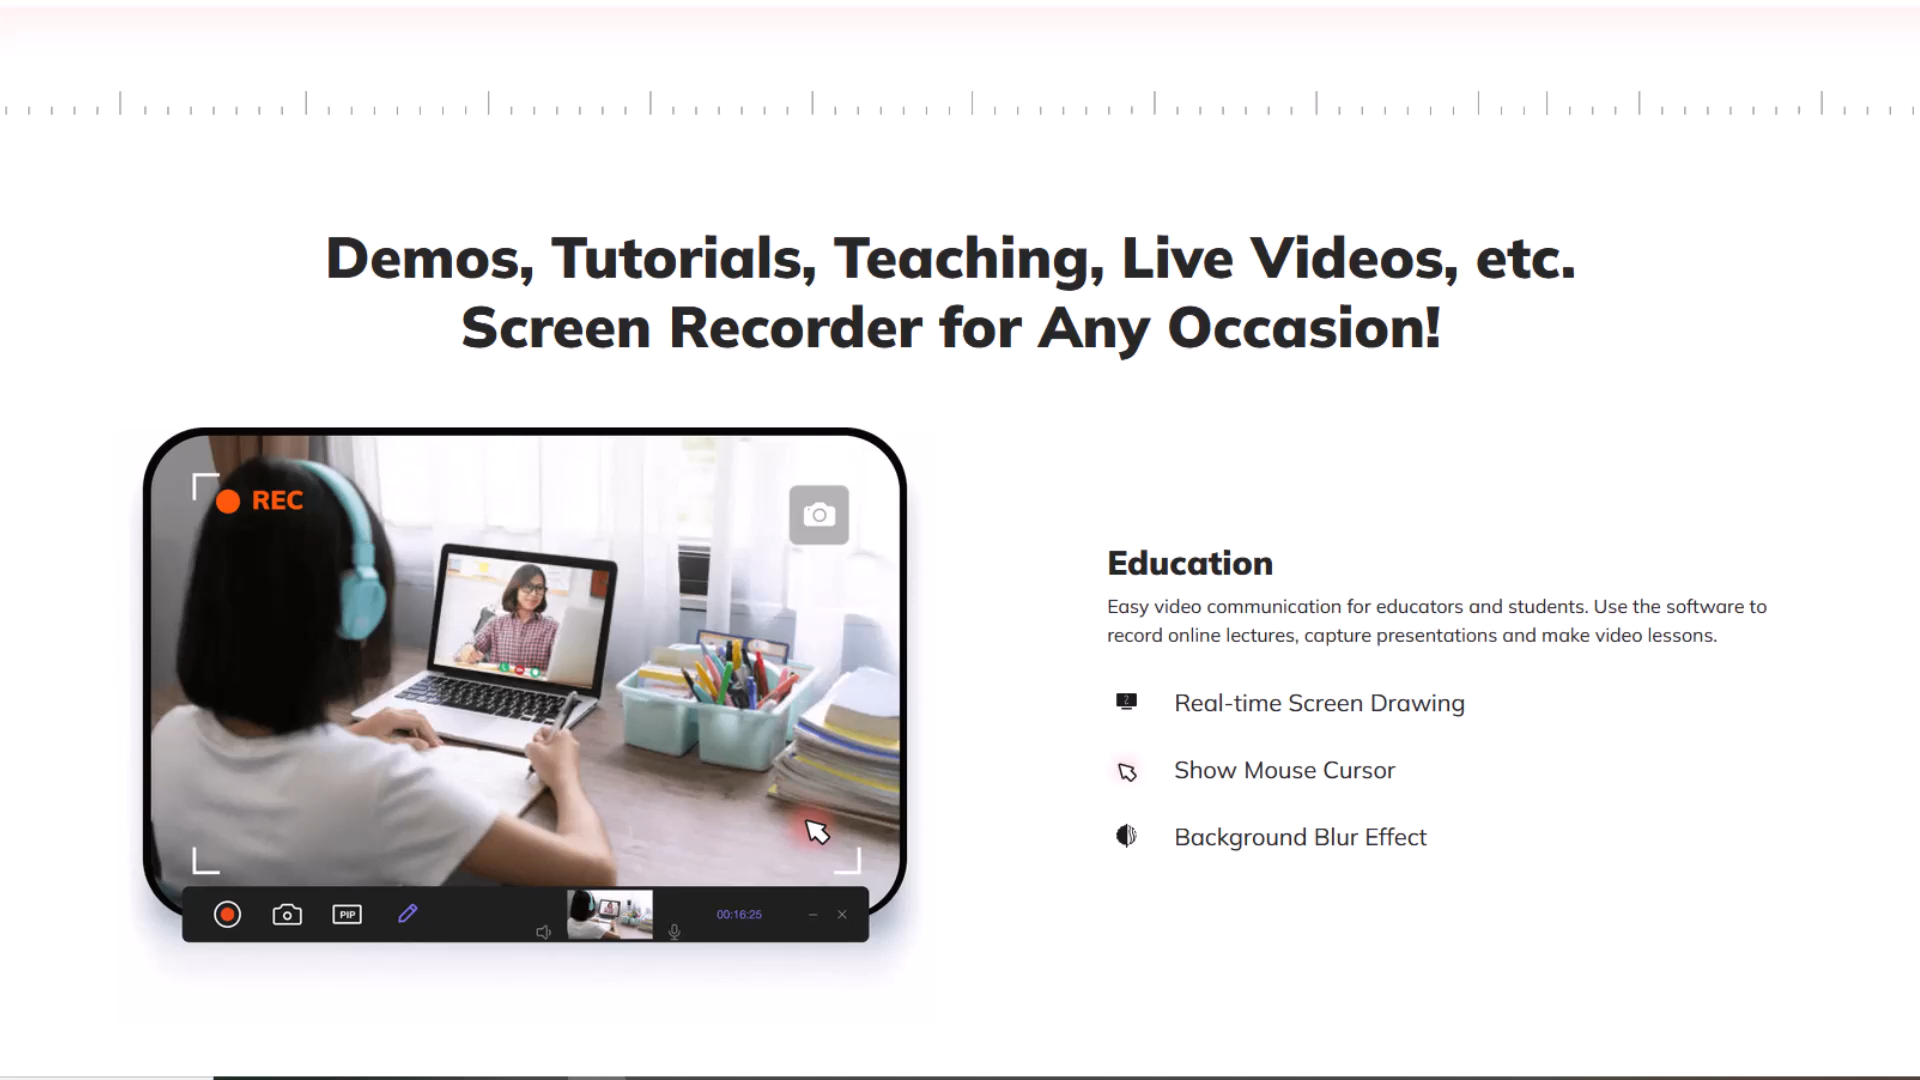 Demos, Tutorials, Teaching, Live Videos, etc.
Screen Recorder for Any Occasion!
REC
PIP
00:16:25
Education
Easy video communication for educators and students. Use the software to
record online lectures, capture presentations and make video lessons.
Real-time Screen Drawing
Show Mouse Cursor
Background Blur Effect